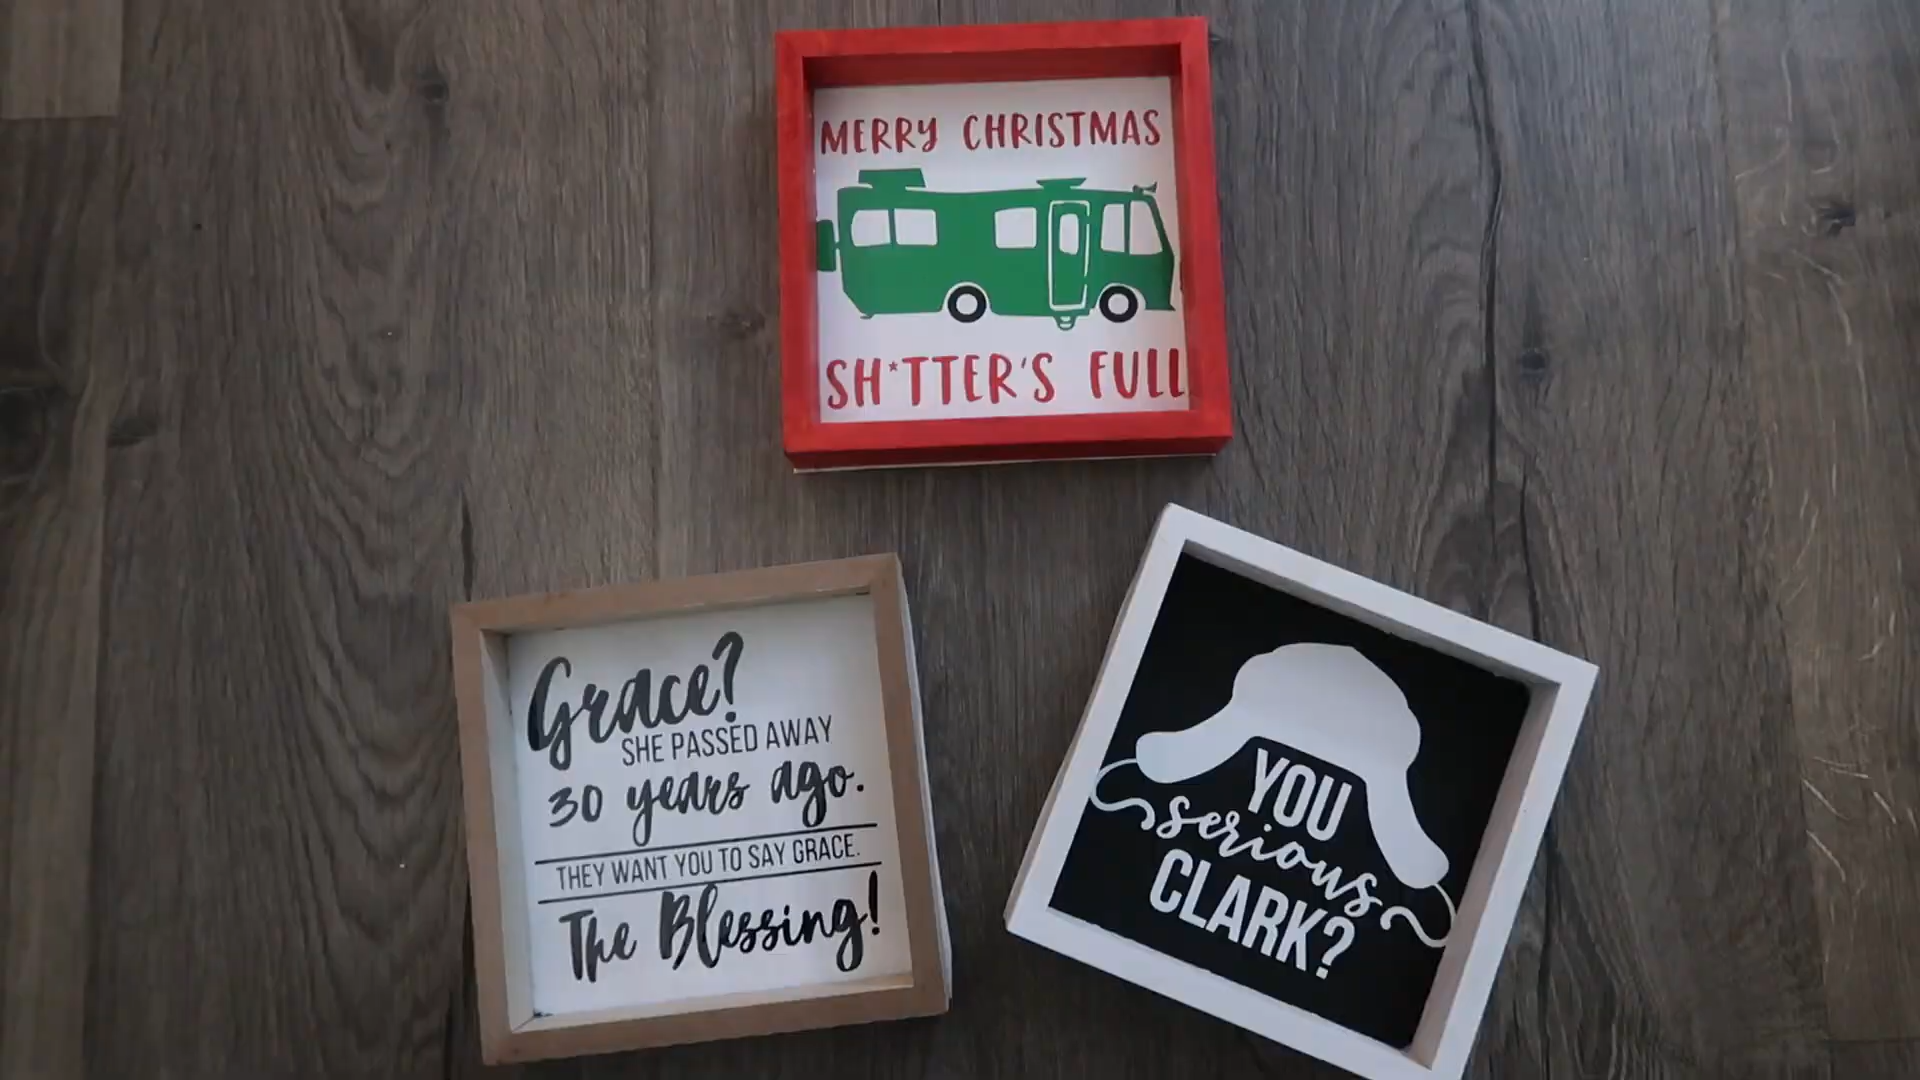 MERRY CHRISTMAS
SH*TTER'S FULL
Grace?
SHE PASSED AWAY
30 years ago.
THEY WANT YOU TO SAY GRACE.
The Blessing!
YOU
serious
CLARK?